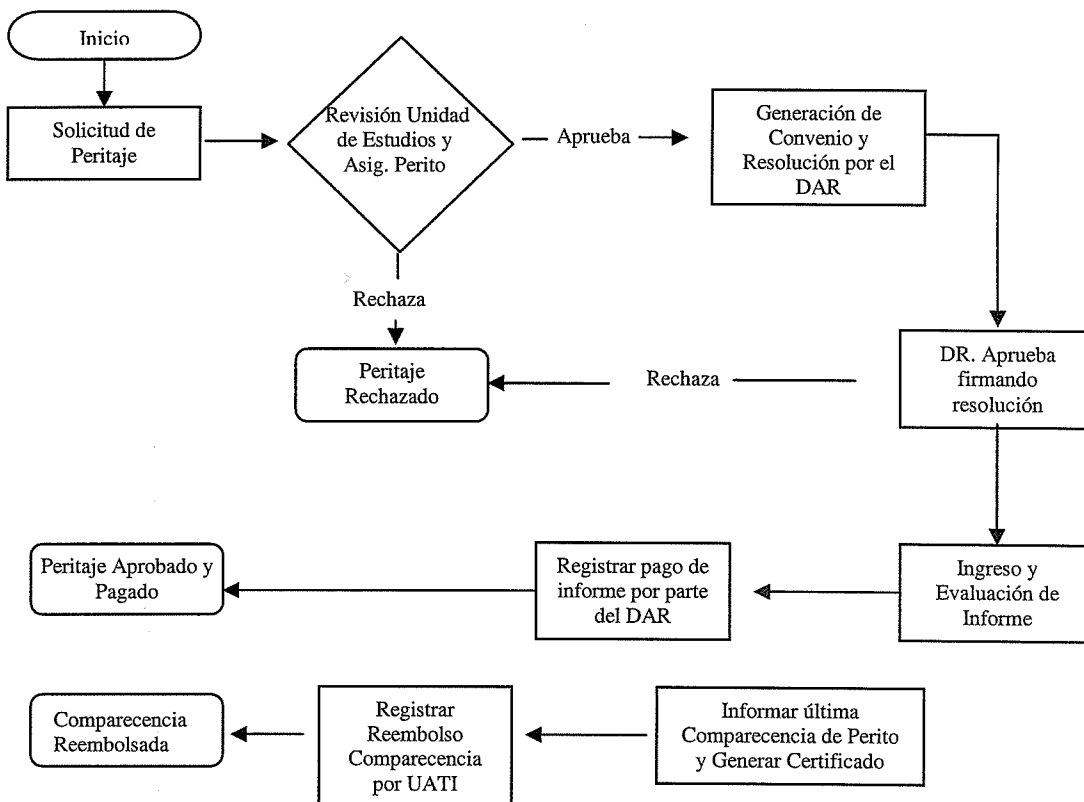 Inicio
Solicitud de
Peritaje
Revisión Unidad
de Estudios y
Asig. Perito
Aprueba
Generación de
Convenio y
Resolución por el
DAR
Rechaza
Peritaje
Rechazado
Rechaza
DR. Aprueba
firmando
resolución
Peritaje Aprobado y
Pagado
Registrar pago de
informe por parte
del DAR
Ingreso y
Evaluación de
Informe
Comparecencia
Reembolsada
Registrar
Reembolso
Comparecencia
por UATI
Informar última
Comparecencia de Perito
y Generar Certificado